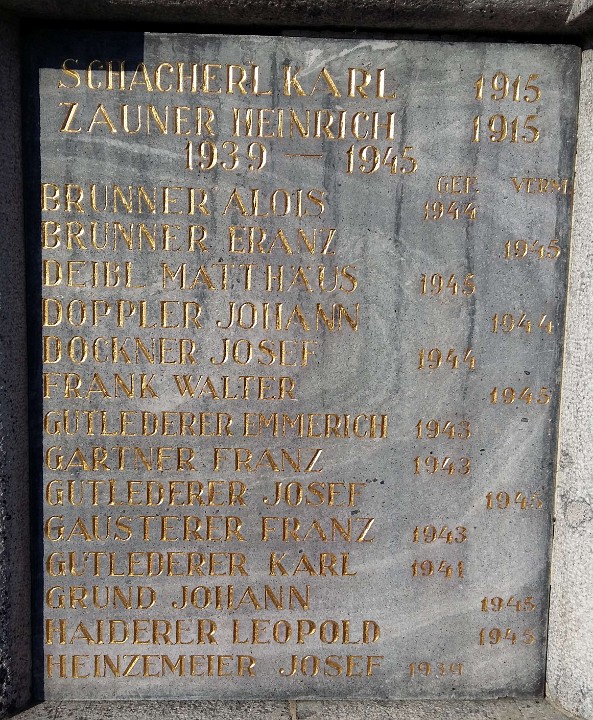 SCHACHERL KARL 1915
ZAUNER HEINRICH 1915
1939 — 1945
GEF. VERM.
BRUNNER ALOIS 1944
BRUNNER FRANZ 1945
DEIBL MATTHÄUS 1945
DOPPLER JOHANN 1944
DOCKNER JOSEF 1944
FRANK WALTER 1945
GUTLEDERER EMMERICH 1943
GARTNER FRANZ 1943
GUTLEDERER JOSEF 1945
GAUSTERER FRANZ 1943
GUTLEDERER KARL 1941
GRUND JOHANN 1945
HAIDERER LEOPOLD 1945
HEINZEMEIER JOSEF